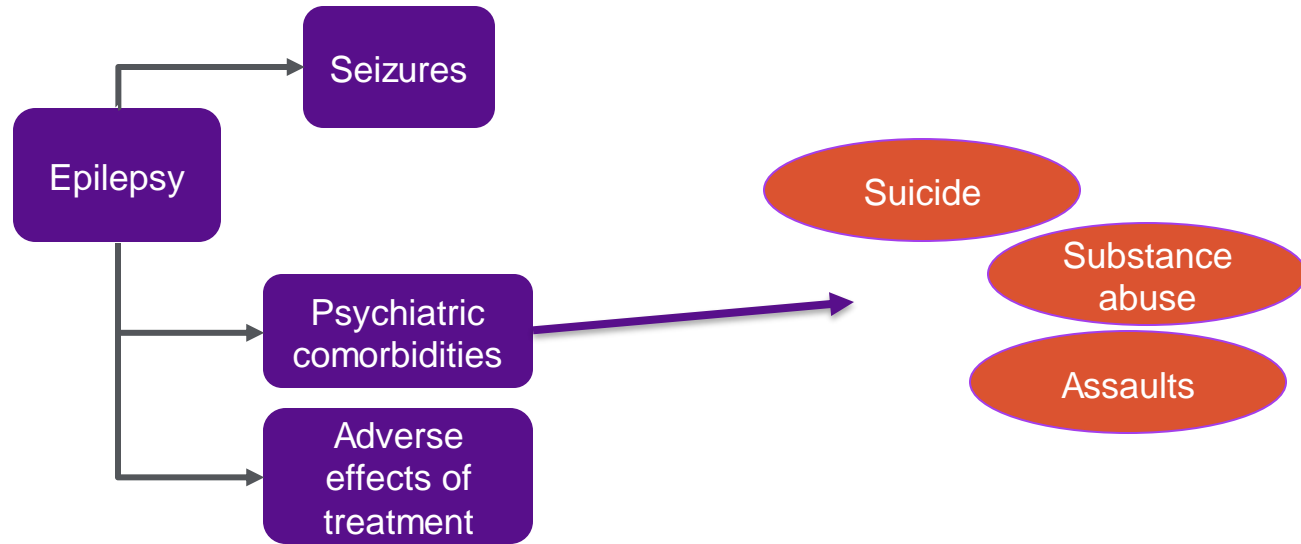 Seizures
Epilepsy
Suicide
Substance
abuse
Psychiatric
comorbidities
Assaults
Adverse
effects of
treatment